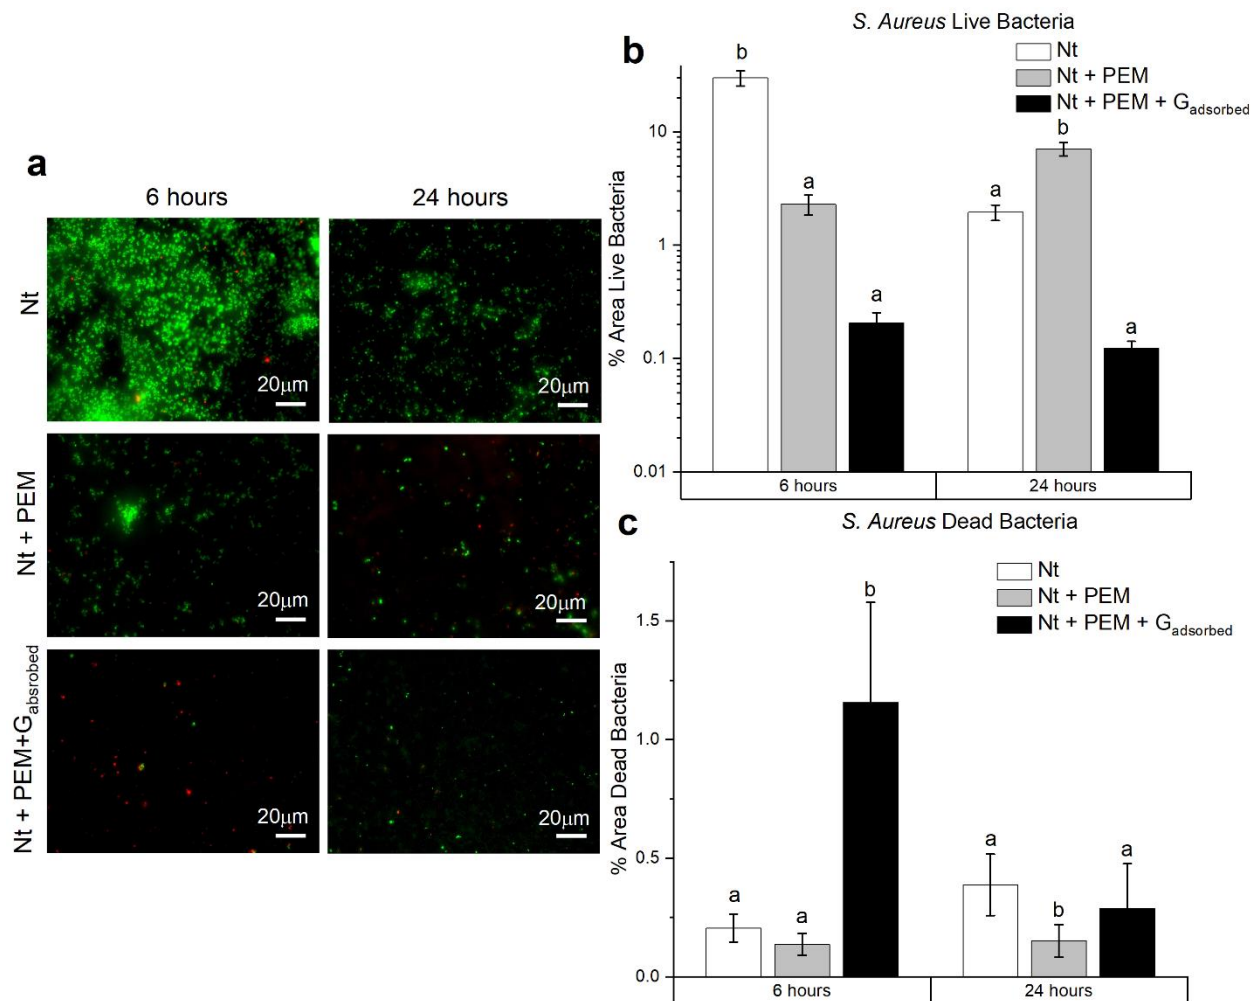 a
6 hours
24 hours
Nt
20μm
20μm
Nt + PEM
20μm
20μm
Nt + PEM+Gabsrobed
20μm
20μm
b
S. Aureus Live Bacteria
Nt
Nt + PEM
Nt + PEM + Gadsorbed
% Area Live Bacteria
10
1
0.1
0.01
b
a
a
a
b
a
6 hours
24 hours
c
S. Aureus Dead Bacteria
Nt
Nt + PEM
Nt + PEM + Gadsorbed
% Area Dead Bacteria
1.5
1.0
0.5
0.0
a
a
b
a
b
a
6 hours
24 hours